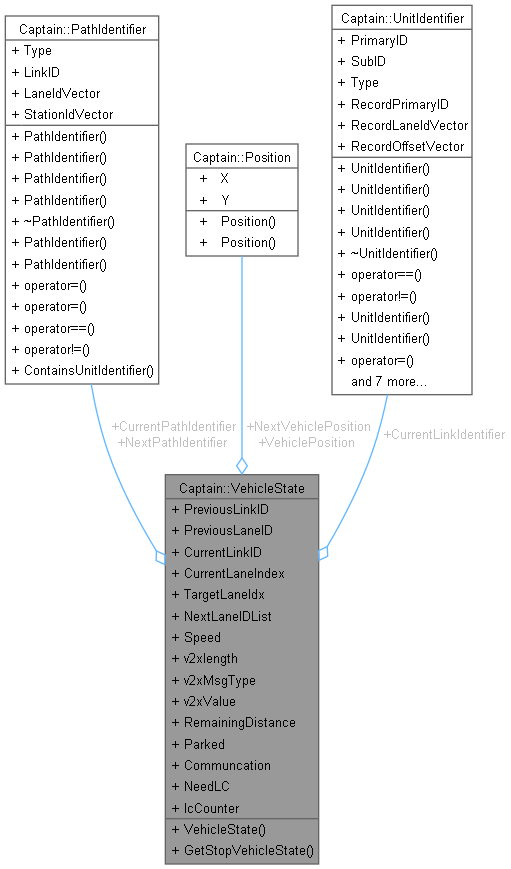 Captain::PathIdentifier
+ Type
+ LinkID
+ LaneIdVector
+ StationIdVector
+ PathIdentifier()
+ PathIdentifier()
+ PathIdentifier()
+ PathIdentifier()
+ ~PathIdentifier()
+ PathIdentifier()
+ PathIdentifier()
+ operator=()
+ operator=()
+ operator==()
+ operator!=()
+ ContainsUnitIdentifier()
Captain::Position
+ X
+ Y
+ Position()
+ Position()
Captain::UnitIdentifier
+ PrimaryID
+ SubID
+ Type
+ RecordPrimaryID
+ RecordLaneIdVector
+ RecordOffsetVector
+ UnitIdentifier()
+ UnitIdentifier()
+ UnitIdentifier()
+ UnitIdentifier()
+ ~UnitIdentifier()
+ operator==()
+ operator!=()
+ UnitIdentifier()
+ UnitIdentifier()
+ operator=()
and 7 more...
+CurrentPathIdentifier
+NextPathIdentifier
+NextVehiclePosition
+VehiclePosition
+CurrentLinkIdentifier
Captain::VehicleState
+ PreviousLinkID
+ PreviousLaneID
+ CurrentLinkID
+ CurrentLaneIndex
+ TargetLaneIdx
+ NextLaneIDList
+ Speed
+ v2xlength
+ v2xMsgType
+ v2xValue
+ RemainingDistance
+ Parked
+ Communcation
+ NeedLC
+ lcCounter
+ VehicleState()
+ GetStopVehicleState()